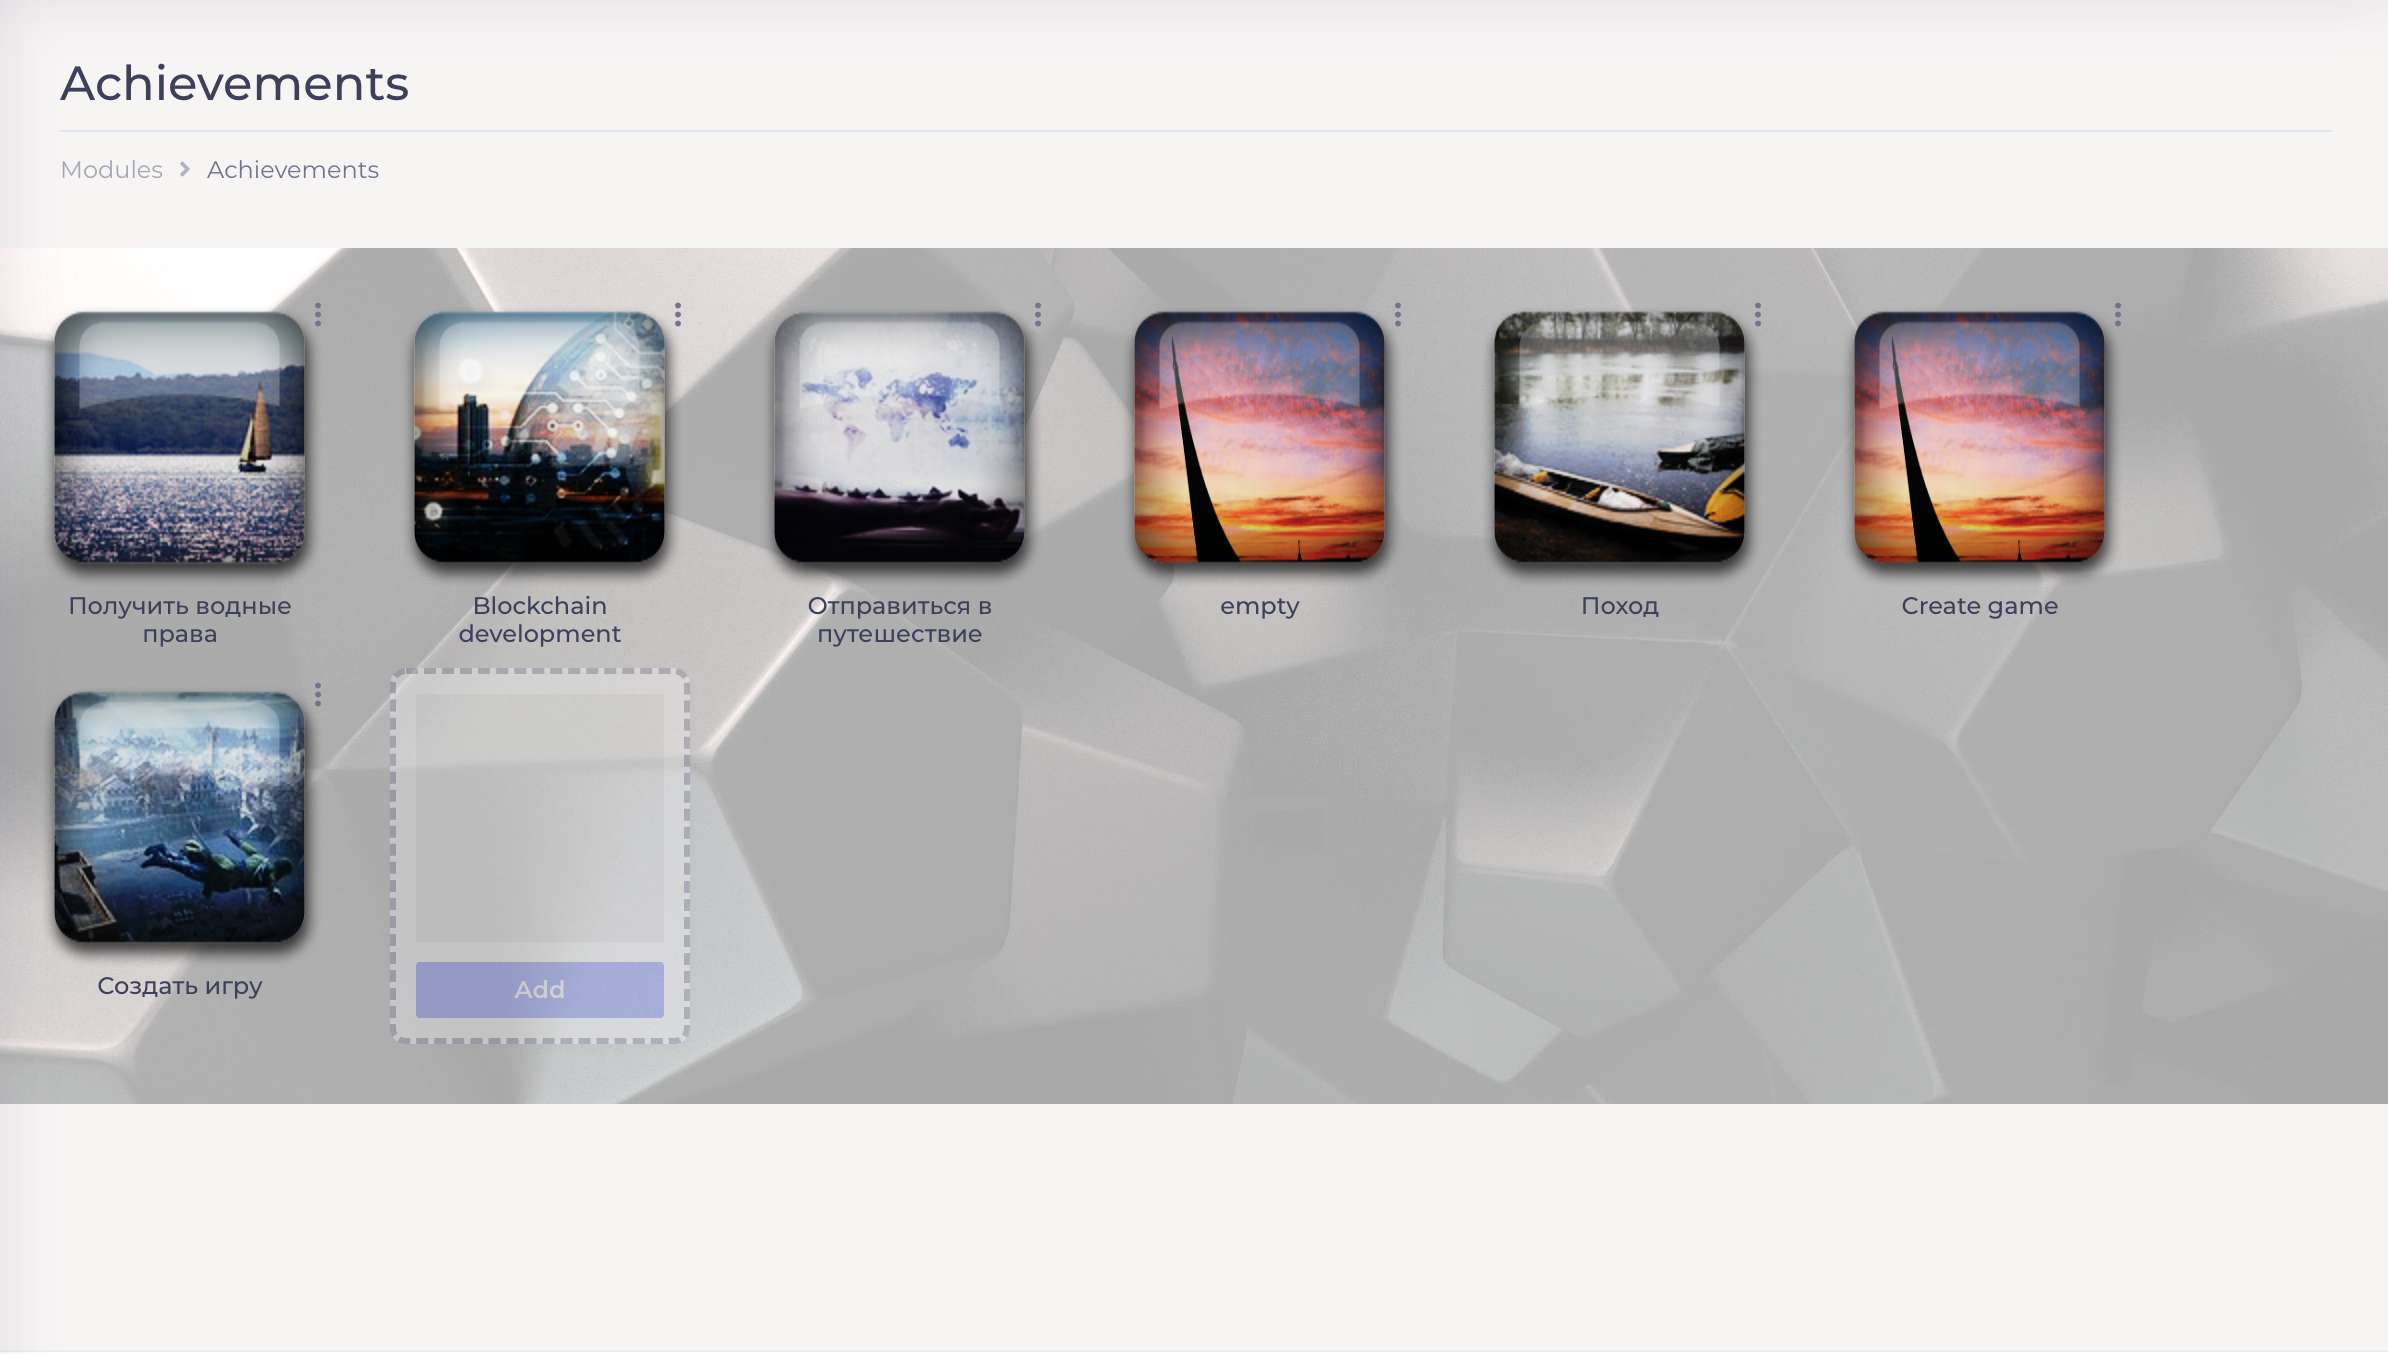 Achievements
Modules > Achievements
Получить водные
права
Blockchain
development
Отправиться в
путешествие
empty
Поход
Create game
Создать игру
Add